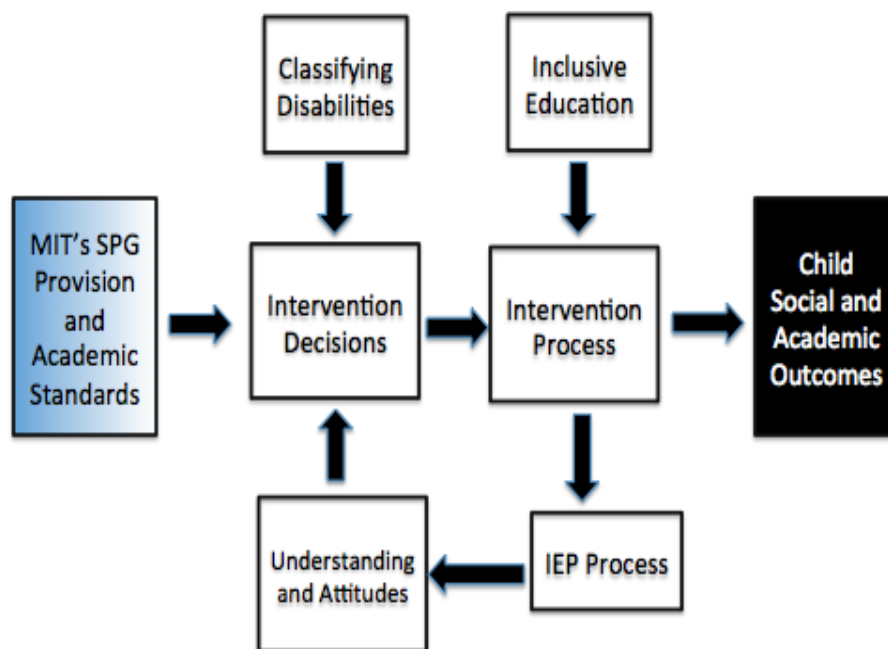 Classifying
Disabilities
Inclusive
Education
MIT's SPG
Provision
and
Academic
Standards
Intervention
Decisions
Intervention
Process
Child
Social and
Academic
Outcomes
Understanding
and Attitudes
IEP Process